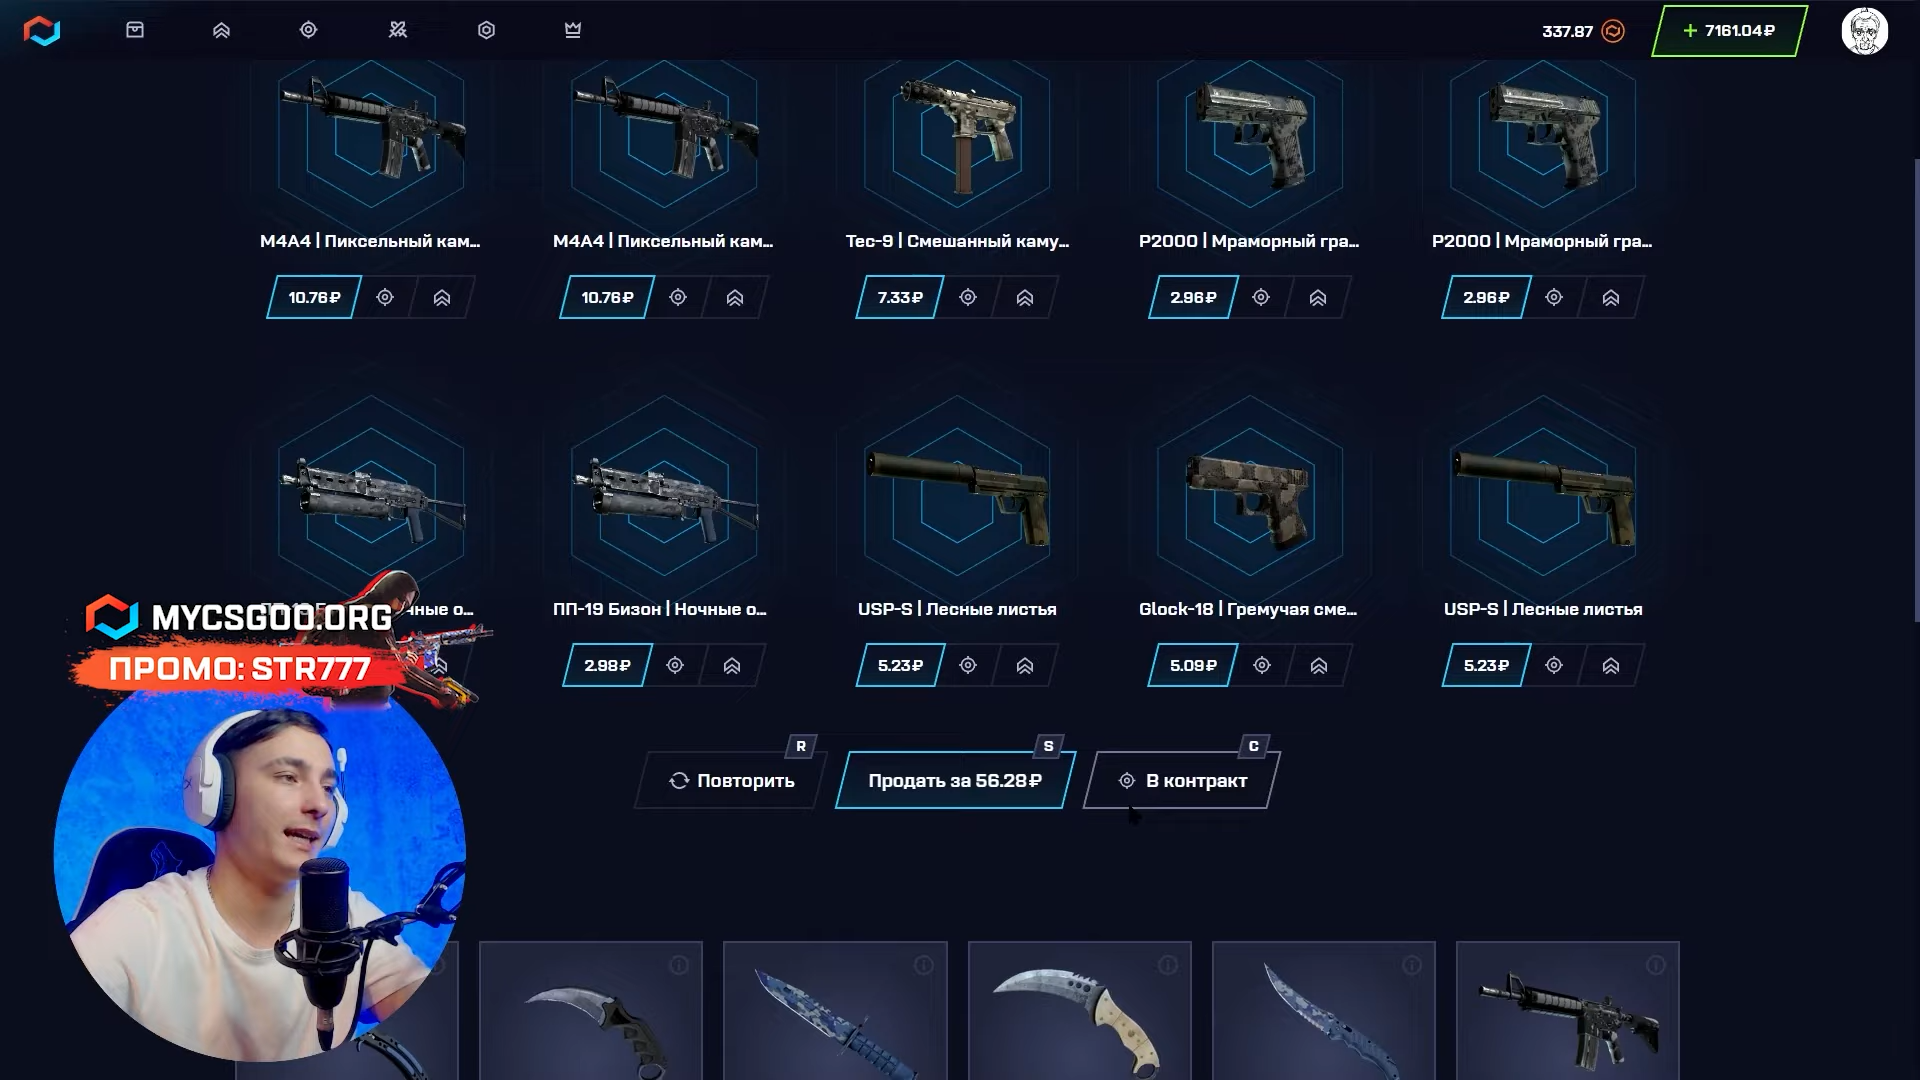 337.87
+ 7161.04₽
M4A4 | Пиксельный кам...
M4A4 | Пиксельный кам...
Tec-9 | Смешанный каму...
P2000 | Мраморный гра...
P2000 | Мраморный гра...
10.76₽
10.76₽
7.33₽
2.96₽
2.96₽
ные о...
ПП-19 Бизон | Ночные о...
USP-S | Лесные листья
Glock-18 | Гремучая сме...
USP-S | Лесные листья
MYCSGOO.ORG
ПРОМО: STR777
2.98₽
5.23₽
5.09₽
5.23₽
R
S
C
Повторить
Продать за 56.28₽
В контракт